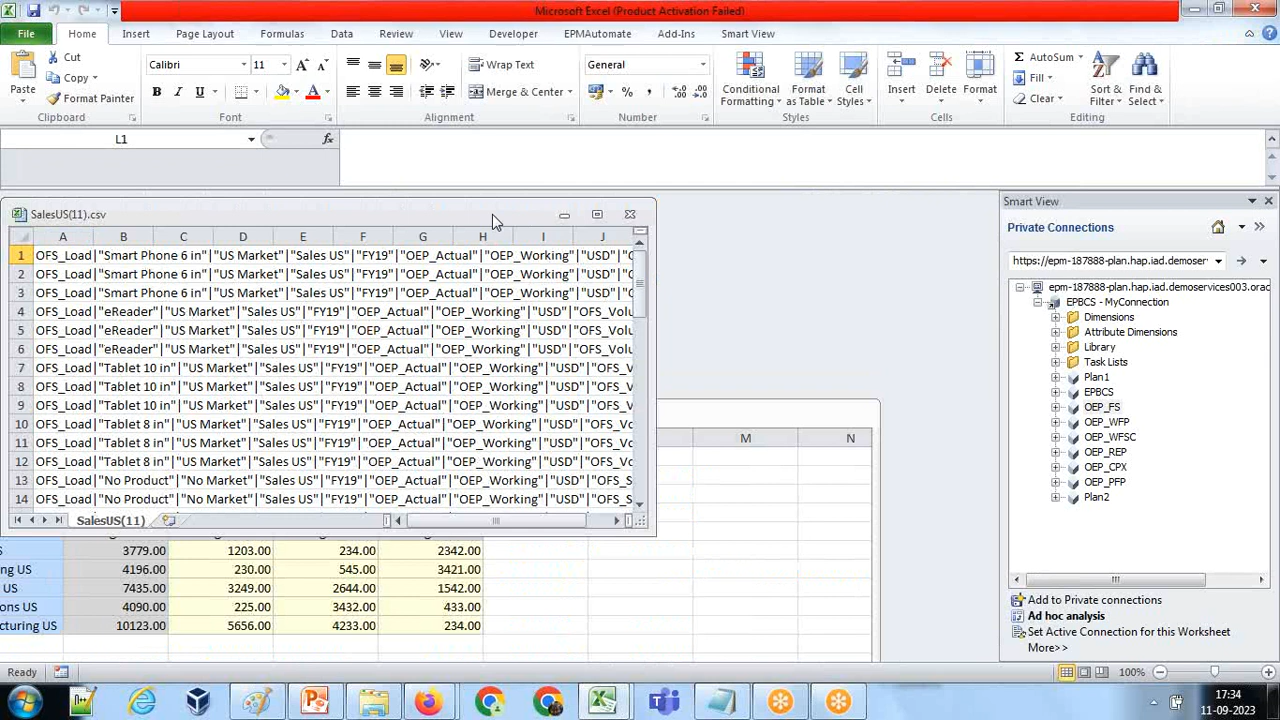 Microsoft Excel (Product Activation Failed)
File Home Insert Page Layout Formulas Data Review View Developer EPMAutomate Add-Ins Smart View
Paste
Cut
Copy
Format Painter
Clipboard
Calibri 11
B I U
Font
Wrap Text
Merge & Center
Alignment
General
Number
Conditional Formatting
Format as Table
Cell Styles
Styles
Insert Delete Format
Cells
AutoSum
Fill
Clear
Sort & Filter
Find & Select
Editing
L1
fx
SalesUS(11).csv
A B C D E F G H I J
1 OFS_Load|"Smart Phone 6 in"|"US Market"|"Sales US"|"FY19"|"OEP_Actual"|"OEP_Working"|"USD"|
2 OFS_Load|"Smart Phone 6 in"|"US Market"|"Sales US"|"FY19"|"OEP_Actual"|"OEP_Working"|"USD"|
3 OFS_Load|"Smart Phone 6 in"|"US Market"|"Sales US"|"FY19"|"OEP_Actual"|"OEP_Working"|"USD"|
4 OFS_Load|"eReader"|"US Market"|"Sales US"|"FY19"|"OEP_Actual"|"OEP_Working"|"USD"|"OFS_Volu
5 OFS_Load|"eReader"|"US Market"|"Sales US"|"FY19"|"OEP_Actual"|"OEP_Working"|"USD"|"OFS_Volu
6 OFS_Load|"eReader"|"US Market"|"Sales US"|"FY19"|"OEP_Actual"|"OEP_Working"|"USD"|"OFS_Volu
7 OFS_Load|"Tablet 10 in"|"US Market"|"Sales US"|"FY19"|"OEP_Actual"|"OEP_Working"|"USD"|"OFS_V
8 OFS_Load|"Tablet 10 in"|"US Market"|"Sales US"|"FY19"|"OEP_Actual"|"OEP_Working"|"USD"|"OFS_V
9 OFS_Load|"Tablet 10 in"|"US Market"|"Sales US"|"FY19"|"OEP_Actual"|"OEP_Working"|"USD"|"OFS_V
10 OFS_Load|"Tablet 8 in"|"US Market"|"Sales US"|"FY19"|"OEP_Actual"|"OEP_Working"|"USD"|"OFS_Vo
11 OFS_Load|"Tablet 8 in"|"US Market"|"Sales US"|"FY19"|"OEP_Actual"|"OEP_Working"|"USD"|"OFS_Vo
12 OFS_Load|"Tablet 8 in"|"US Market"|"Sales US"|"FY19"|"OEP_Actual"|"OEP_Working"|"USD"|"OFS_Vo
13 OFS_Load|"No Product"|"No Market"|"Sales US"|"FY19"|"OEP_Actual"|"OEP_Working"|"USD"|"OFS_S
14 OFS_Load|"No Product"|"No Market"|"Sales US"|"FY19"|"OEP_Actual"|"OEP_Working"|"USD"|"OFS_S
SalesUS(11)
M N
S 3779.00 1203.00 234.00 2342.00
ng US 4196.00 230.00 545.00 3421.00
US 7435.00 3249.00 2644.00 1542.00
ons US 4090.00 225.00 3432.00 433.00
cturing US 10123.00 5656.00 4233.00 234.00
Smart View
Private Connections
https://epm-187888-plan.hap.iad.demoser
epm-187888-plan.hap.iad.demoservices003.orac
EPBCS - MyConnection
Dimensions
Attribute Dimensions
Library
Task Lists
Plan1
EPBCS
OEP_FS
OEP_WFP
OEP_WFSC
OEP_REP
OEP_CPX
OEP_PFP
Plan2
Add to Private connections
Ad hoc analysis
Set Active Connection for this Worksheet
More>>
Ready
100%
17:34
11-09-2023